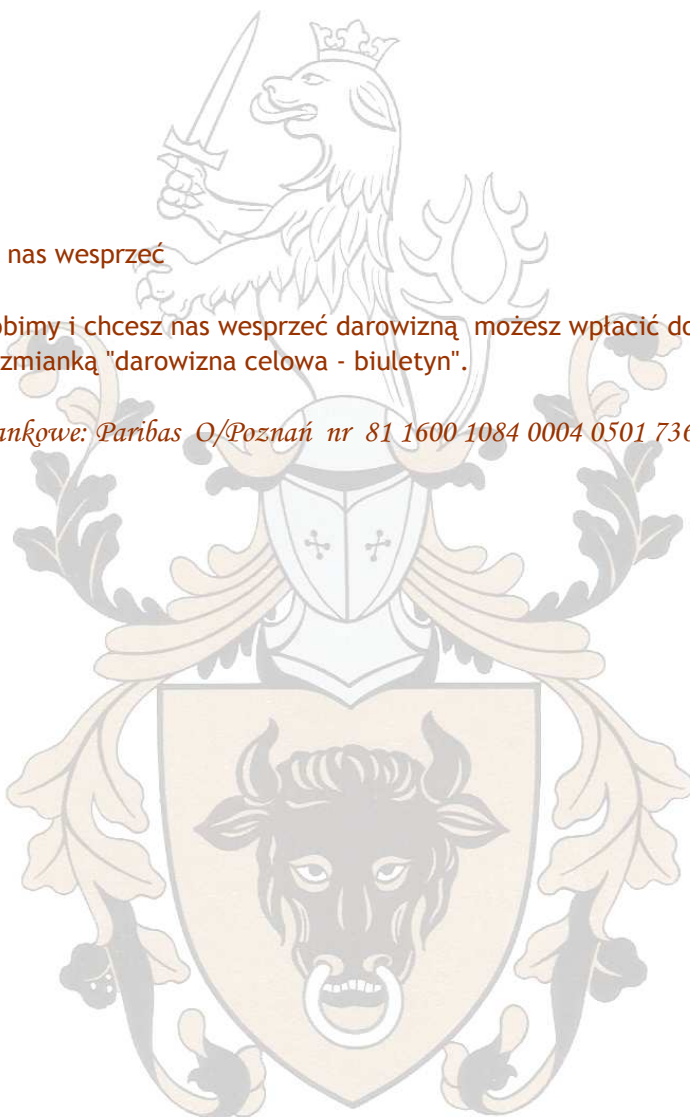 nas wesprzeć
obimy i chcesz nas wesprzeć darowizną możesz wpłacić do
zmianką "darowizna celowa - biuletyn".
ankowe: Paribas O/Poznań nr 81 1600 1084 0004 0501 736